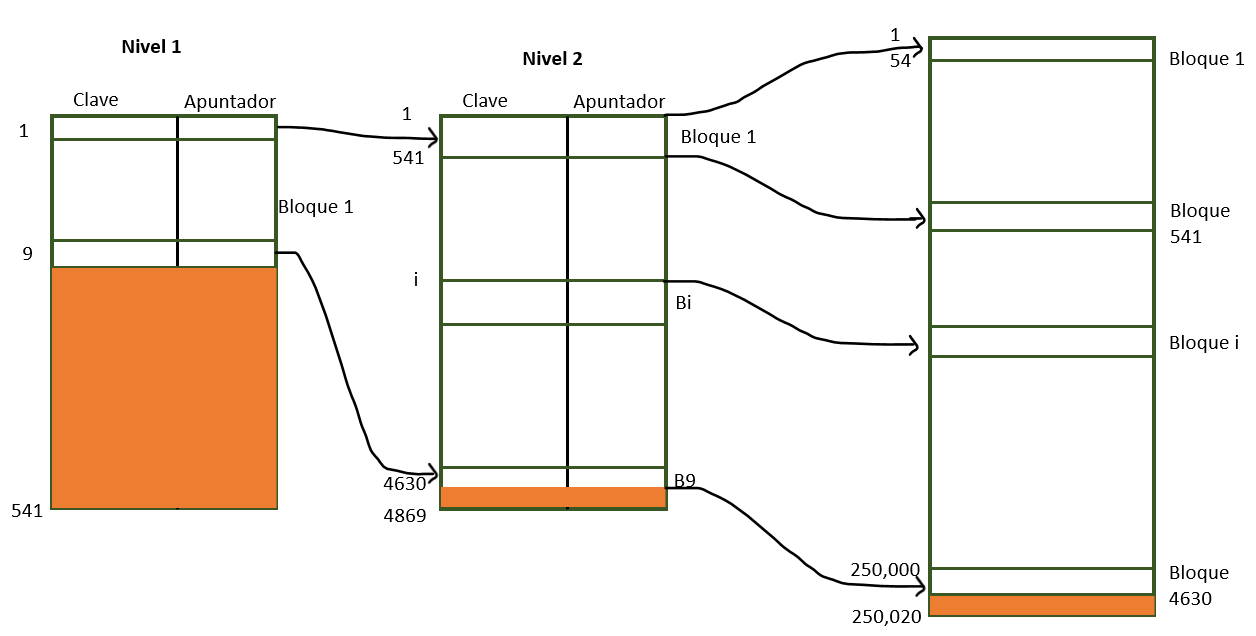 Nivel 1
Clave
Apuntador
1
Bloque 1
9
541
Nivel 2
Clave
Apuntador
1
541
Bloque 1
i
Bi
4630
B9
4869
1
54
Bloque 1
Bloque
541
Bloque i
250,000
250,020
Bloque
4630